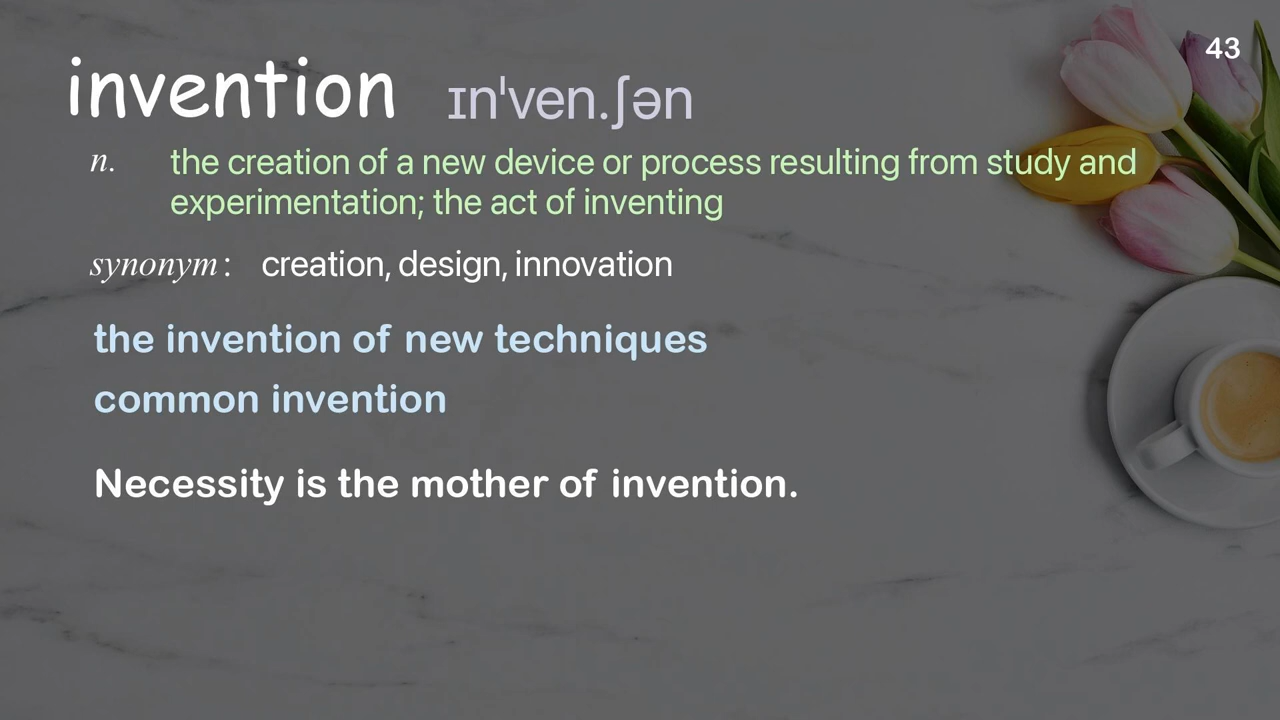 43
invention ɪnˈven.ʃən
n. the creation of a new device or process resulting from study and
experimentation; the act of inventing
synonym : creation, design, innovation
the invention of new techniques
common invention
Necessity is the mother of invention.